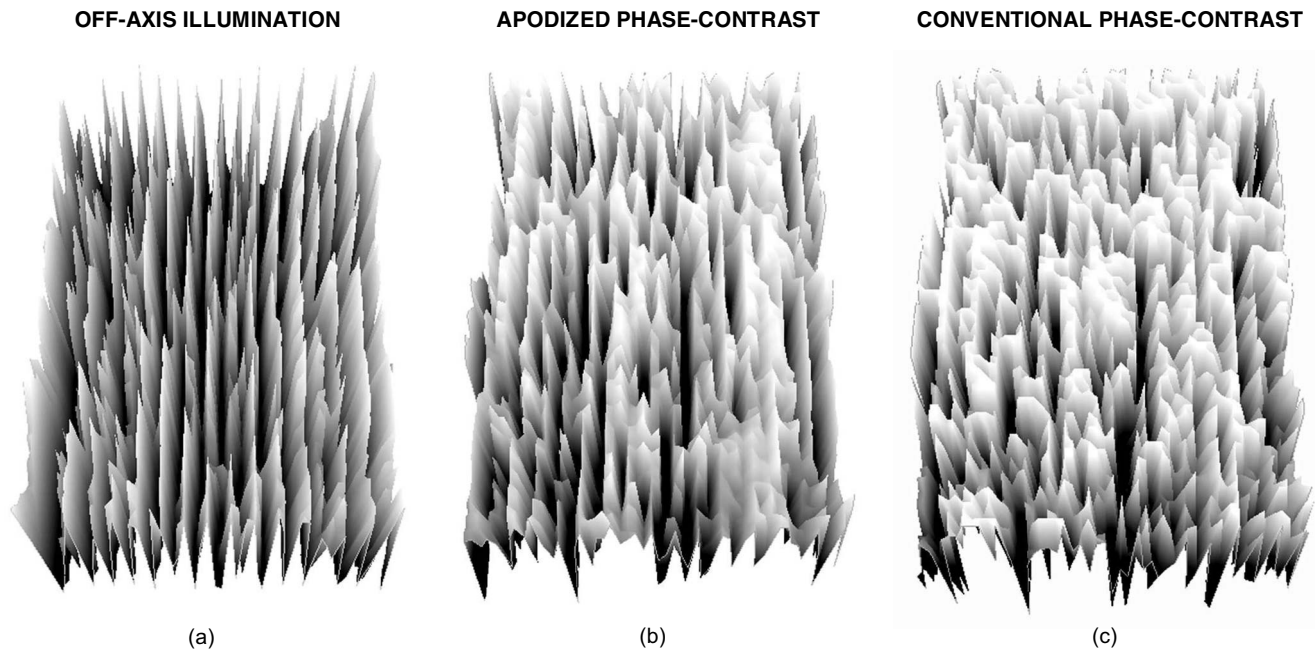 OFF-AXIS ILLUMINATION
APODIZED PHASE-CONTRAST
CONVENTIONAL PHASE-CONTRAST
(a)
(b)
(c)